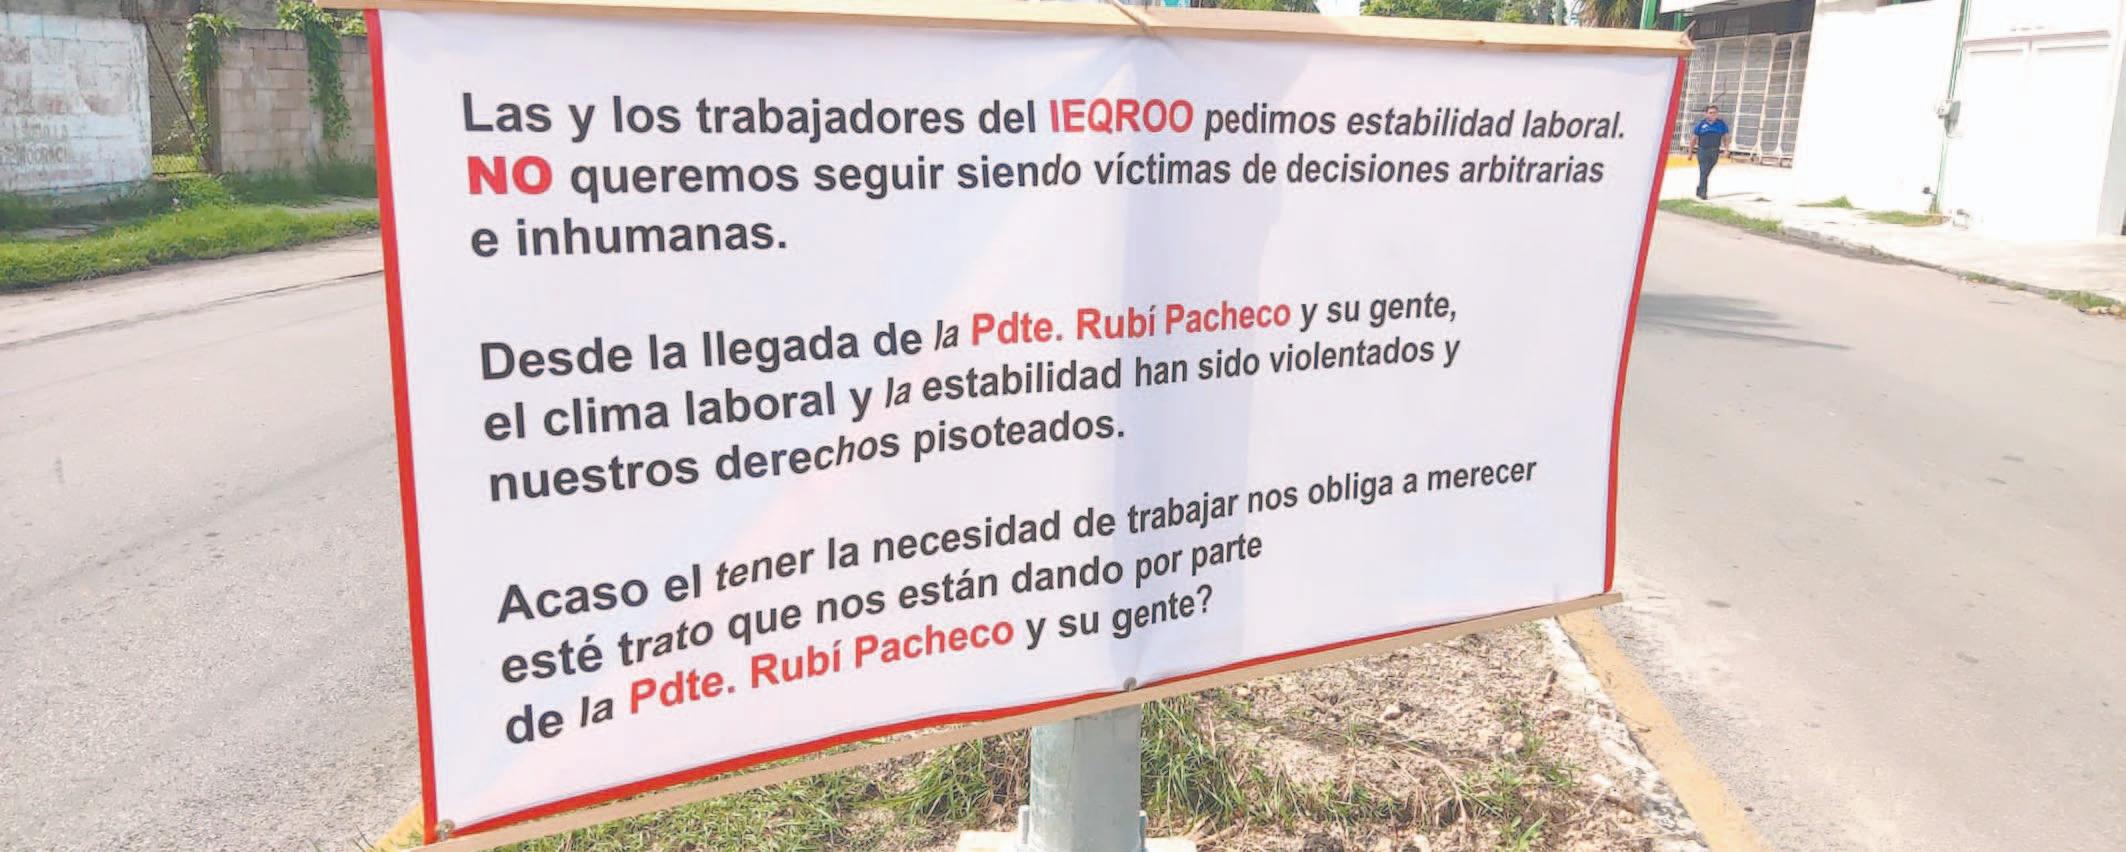 Las y los trabajadores del IEQROO pedimos estabilidad laboral.
NO queremos seguir siendo víctimas de decisiones arbitrarias
e inhumanas.
Desde la llegada de la Pdte. Rubí Pacheco y su gente,
el clima laboral y la estabilidad han sido violentados y
nuestros derechos pisoteados.
Acaso el tener la necesidad de trabajar nos obliga a merecer
esté trato que nos están dando por parte
de la Pdte. Rubí Pacheco y su gente?